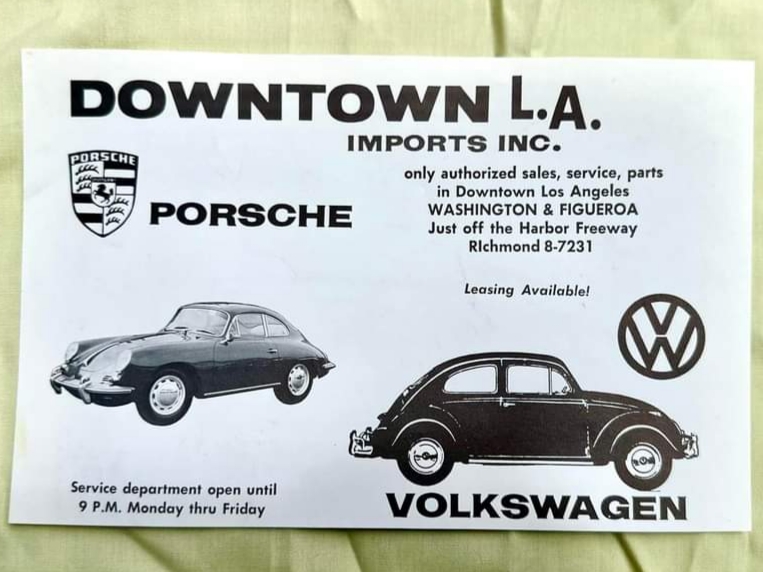 DOWNTOWN L.A.
IMPORTS INC.
PORSCHE
PORSCHE
only authorized sales, service, parts
in Downtown Los Angeles
WASHINGTON & FIGUEROA
Just off the Harbor Freeway
RIchmond 8-7231
Leasing Available!
VW
Service department open until
9 P.M. Monday thru Friday
VOLKSWAGEN